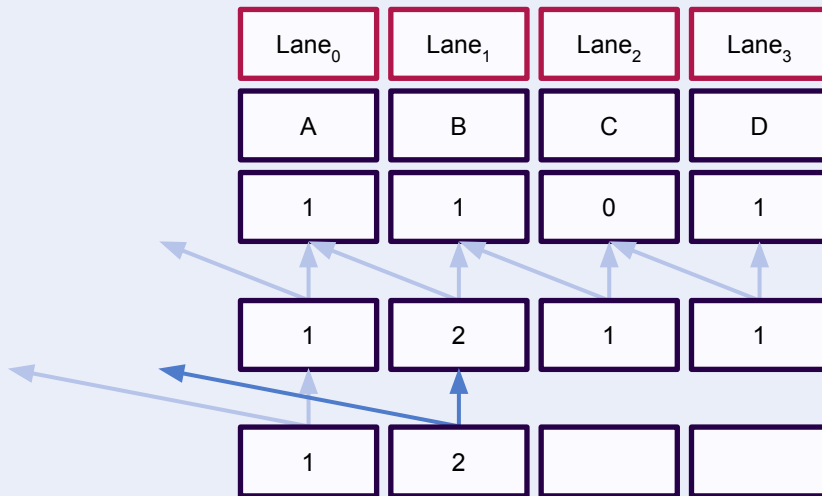 Lane₀ Lane₁ Lane₂ Lane₃
A B C D
1 1 0 1
1 2 1 1
1 2